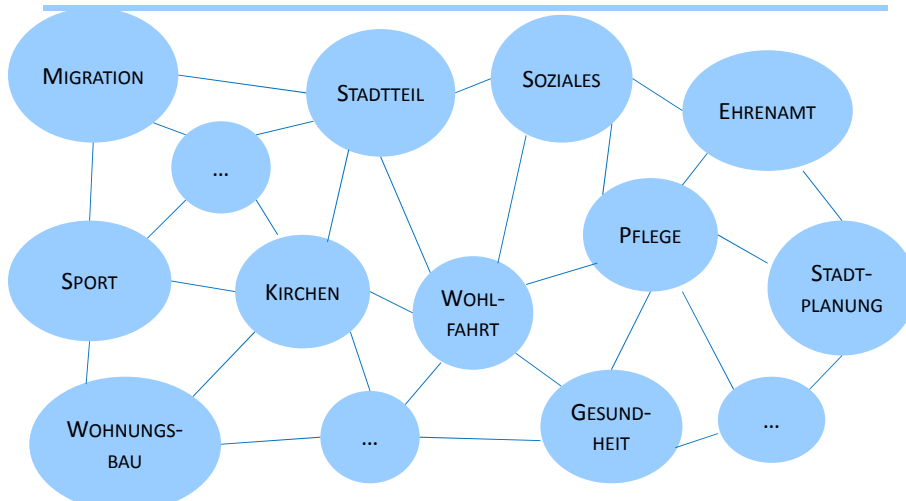 MIGRATION
STADTTEIL
SOZIALES
EHRENAMT
...
PFLEGE
SPORT
KIRCHEN
WOHL-
FAHRT
STADT-
PLANUNG
WOHNUNGS-
BAU
...
GESUND-
HEIT
...